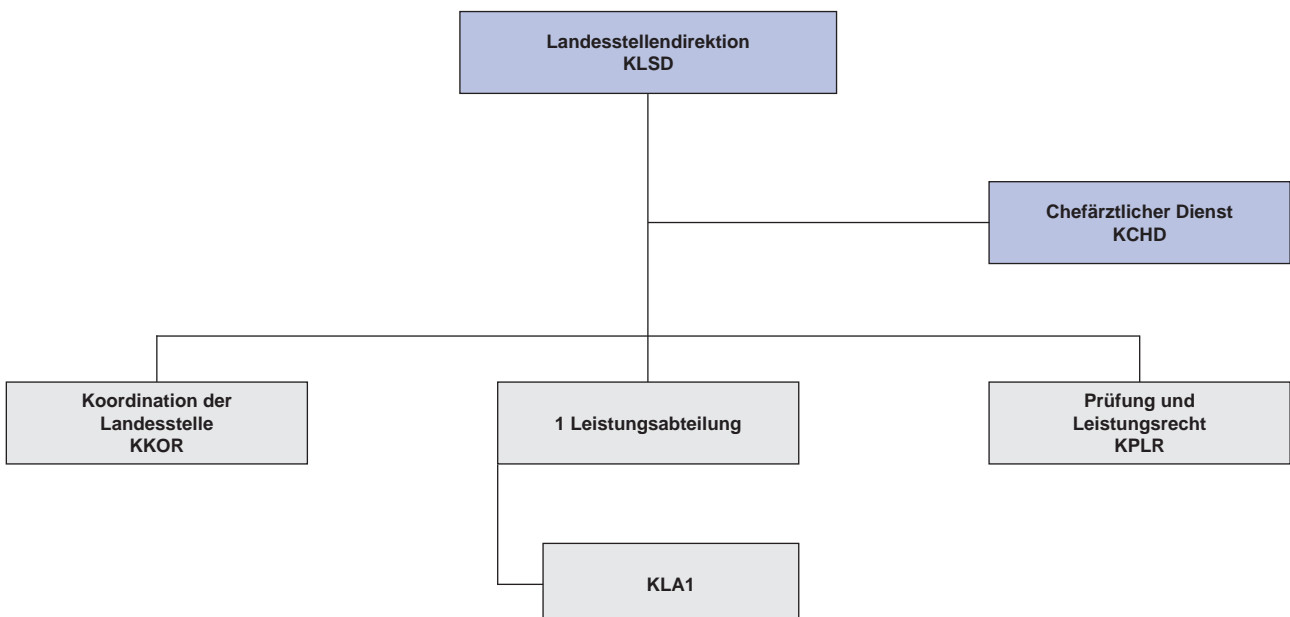 Landesstellendirektion
KLSD
Chefärztlicher Dienst
KCHD
Koordination der
Landesstelle
KKOR
1 Leistungsabteilung
Prüfung und
Leistungsrecht
KPLR
KLA1